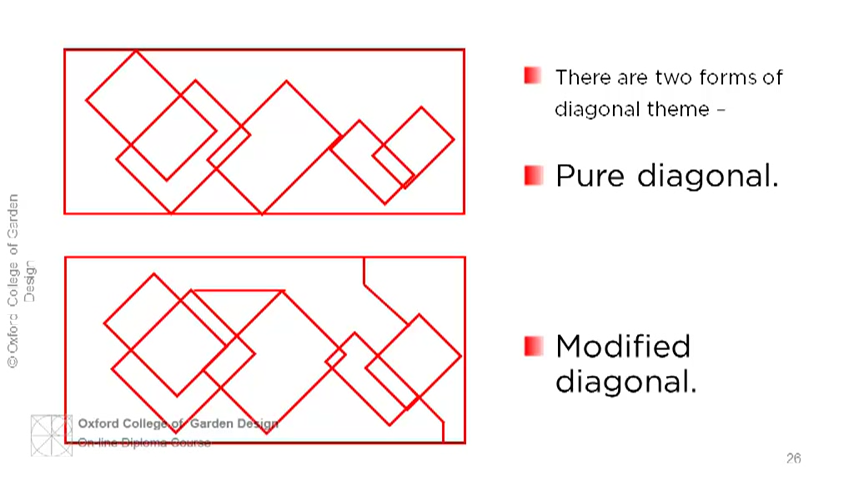 There are two forms of
diagonal theme –
Pure diagonal.
Modified
diagonal.
© Oxford College of Garden
Design
Oxford College of Garden Design
On-line Diploma Course
26